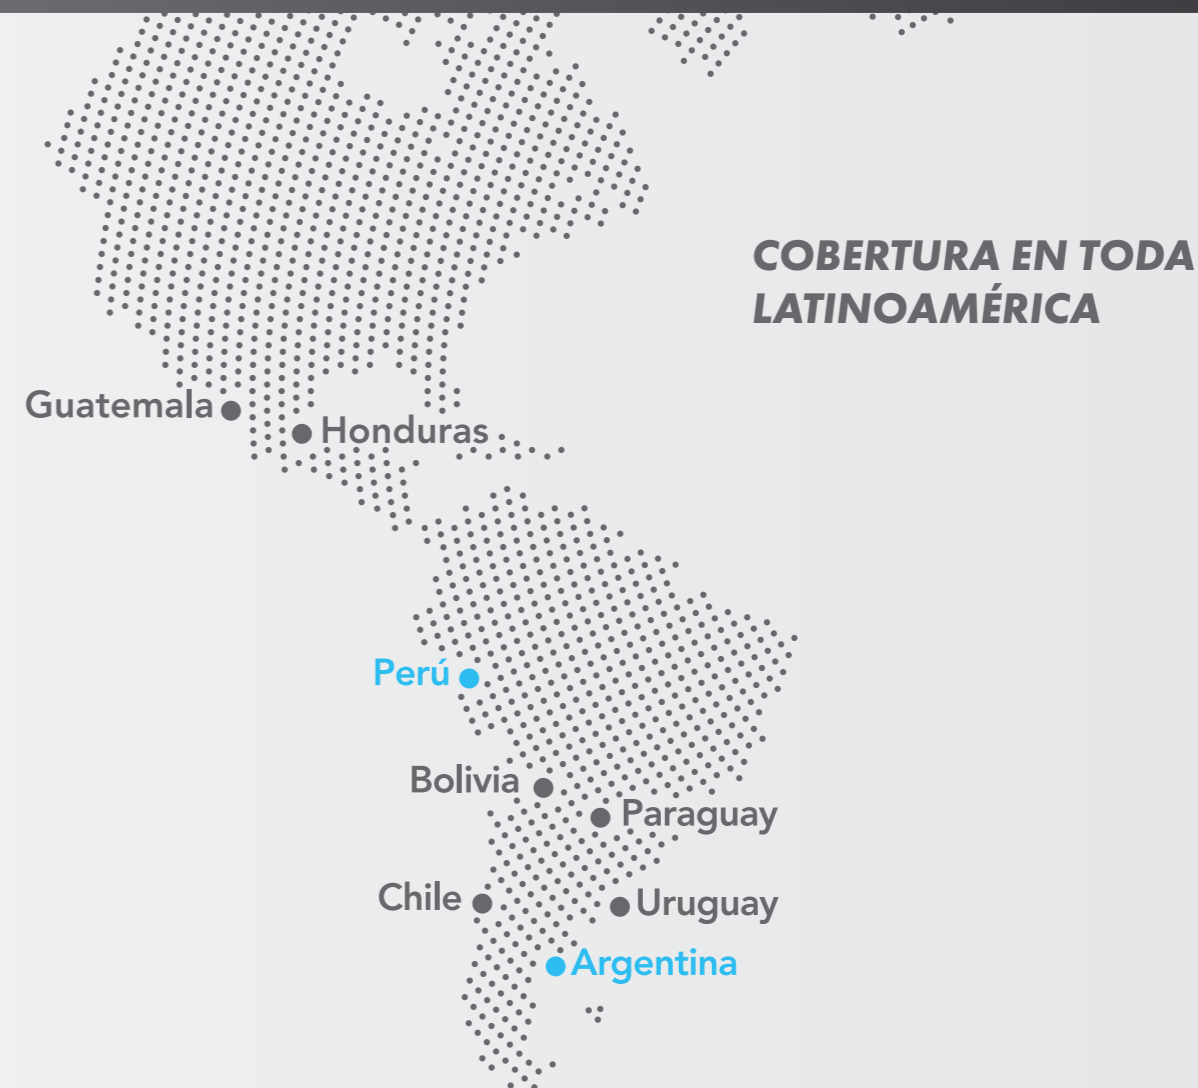 COBERTURA EN TODA
LATINOAMÉRICA
Guatemala
Honduras
Perú
Bolivia
Paraguay
Chile
Uruguay
Argentina